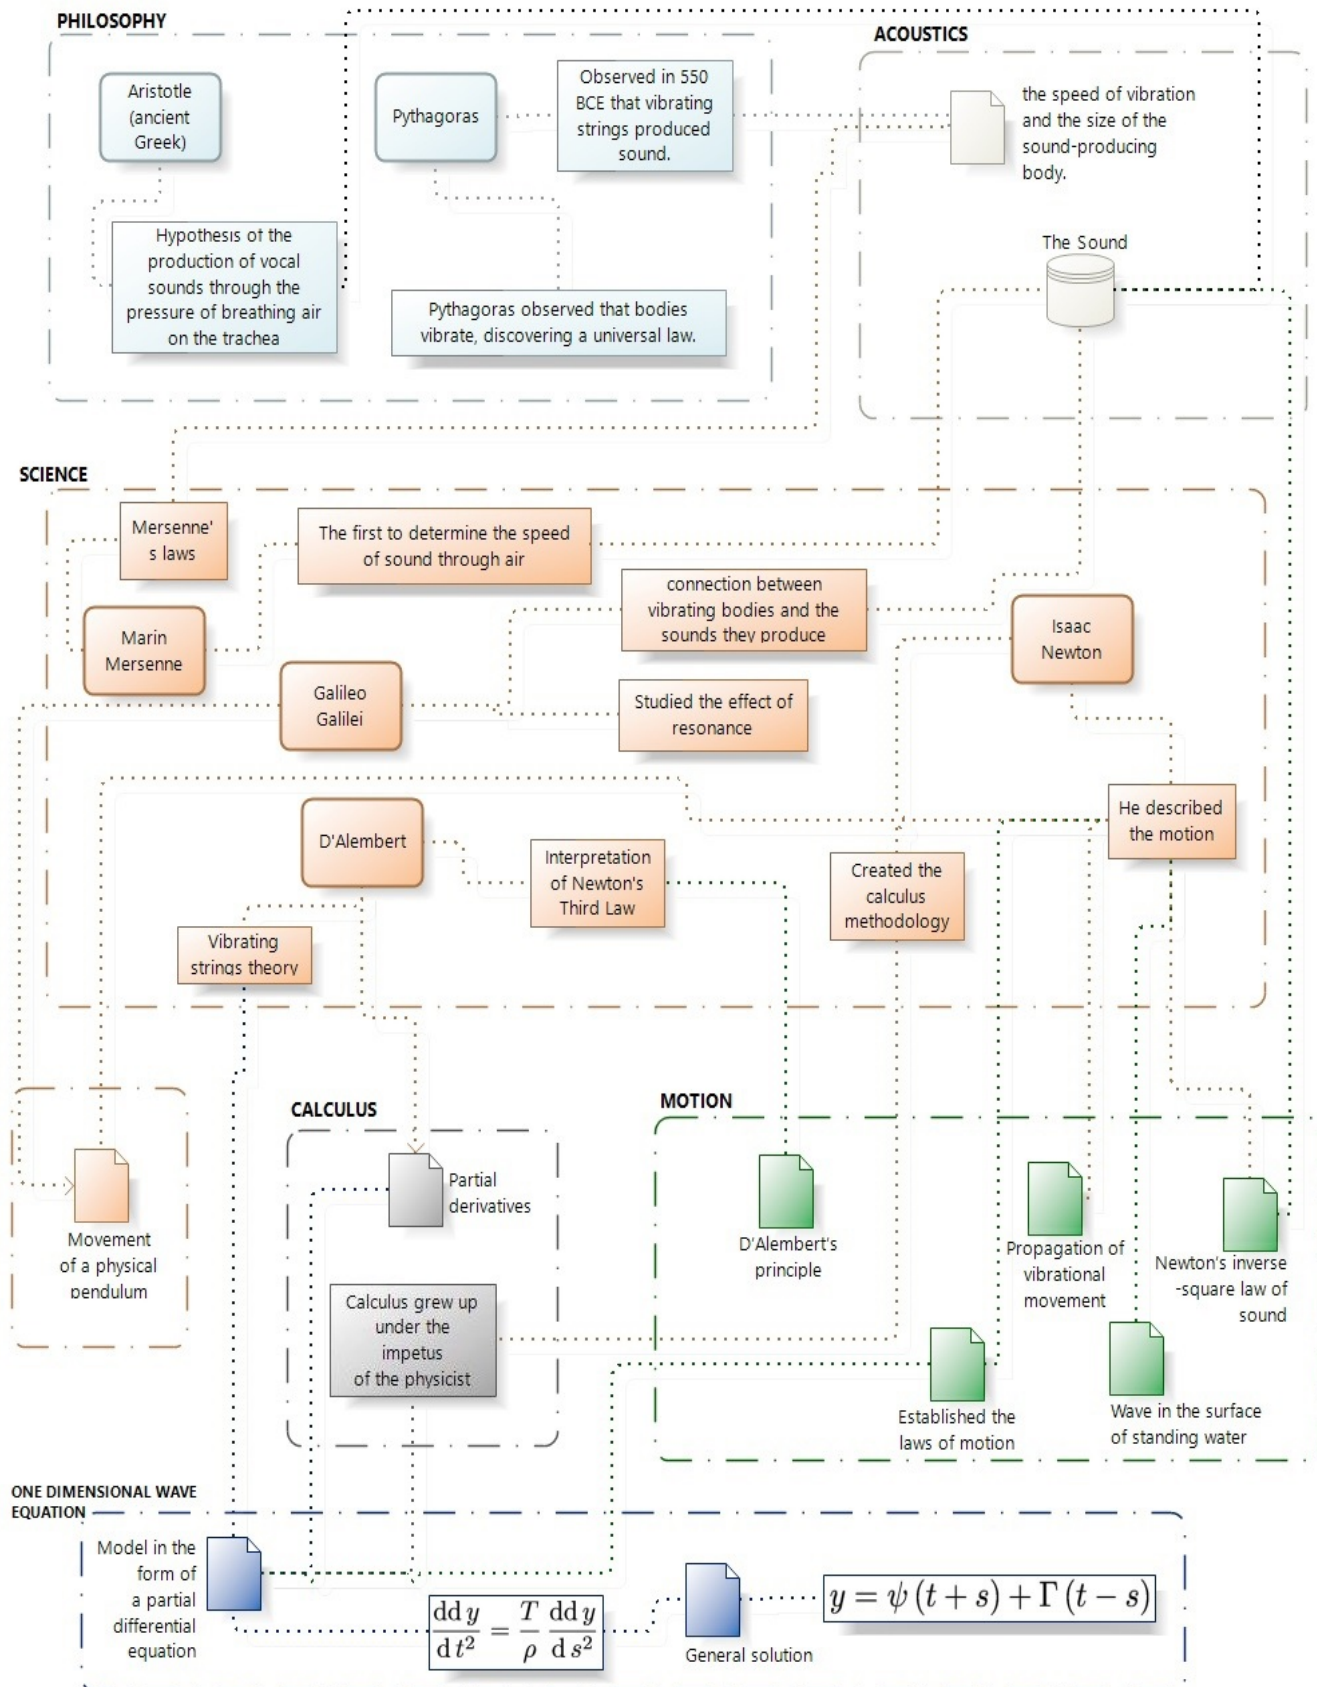 PHILOSOPHY
Aristotle
(ancient
Greek)
Pythagoras
Observed in 550
BCE that vibrating
strings produced
sound.
Hypothesis of the
production of vocal
sounds through the
pressure of breathing air
on the trachea
Pythagoras observed that bodies
vibrate, discovering a universal law.
ACOUSTICS
the speed of vibration
and the size of the
sound-producing
body.
The Sound
SCIENCE
Mersenne'
s laws
The first to determine the speed
of sound through air
connection between
vibrating bodies and the
sounds they produce
Marin
Mersenne
Isaac
Newton
Galileo
Galilei
Studied the effect of
resonance
D'Alembert
Interpretation
of Newton's
Third Law
Created the
calculus
methodology
He described
the motion
Vibrating
strings theory
Movement
of a physical
pendulum
CALCULUS
Partial
derivatives
Calculus grew up
under the
impetus
of the physicist
MOTION
D'Alembert's
principle
Propagation of
vibrational
movement
Newton's inverse
-square law of
sound
Established the
laws of motion
Wave in the surface
of standing water
ONE DIMENSIONAL WAVE
EQUATION
Model in the
form of
a partial
differential
equation
dd y / d t² = T / ρ dd y / d s²
General solution
y = ψ (t + s) + Γ (t − s)